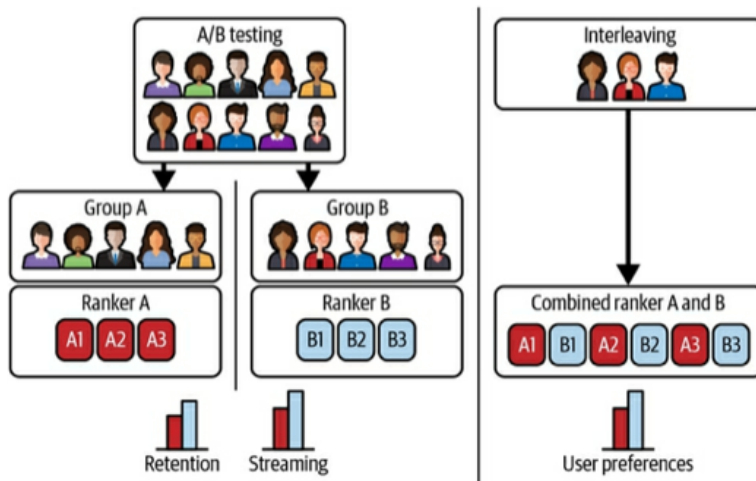 A/B testing
Interleaving
Group A
Group B
Ranker A
Ranker B
Combined ranker A and B
A1 A2 A3
B1 B2 B3
A1 B1 A2 B2 A3 B3
Retention
Streaming
User preferences